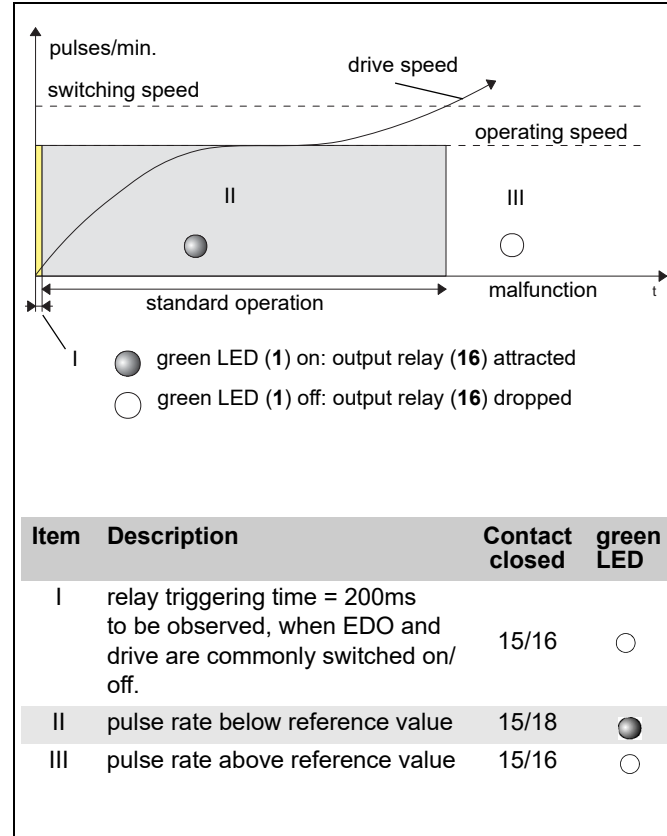 pulses/min.
drive speed
switching speed
operating speed
II
III
malfunction
t
standard operation
I
green LED (1) on: output relay (16) attracted
green LED (1) off: output relay (16) dropped
Item Description Contact closed green LED
I relay triggering time = 200ms
to be observed, when EDO and
drive are commonly switched on/
off.
15/16
II pulse rate below reference value 15/18
III pulse rate above reference value 15/16